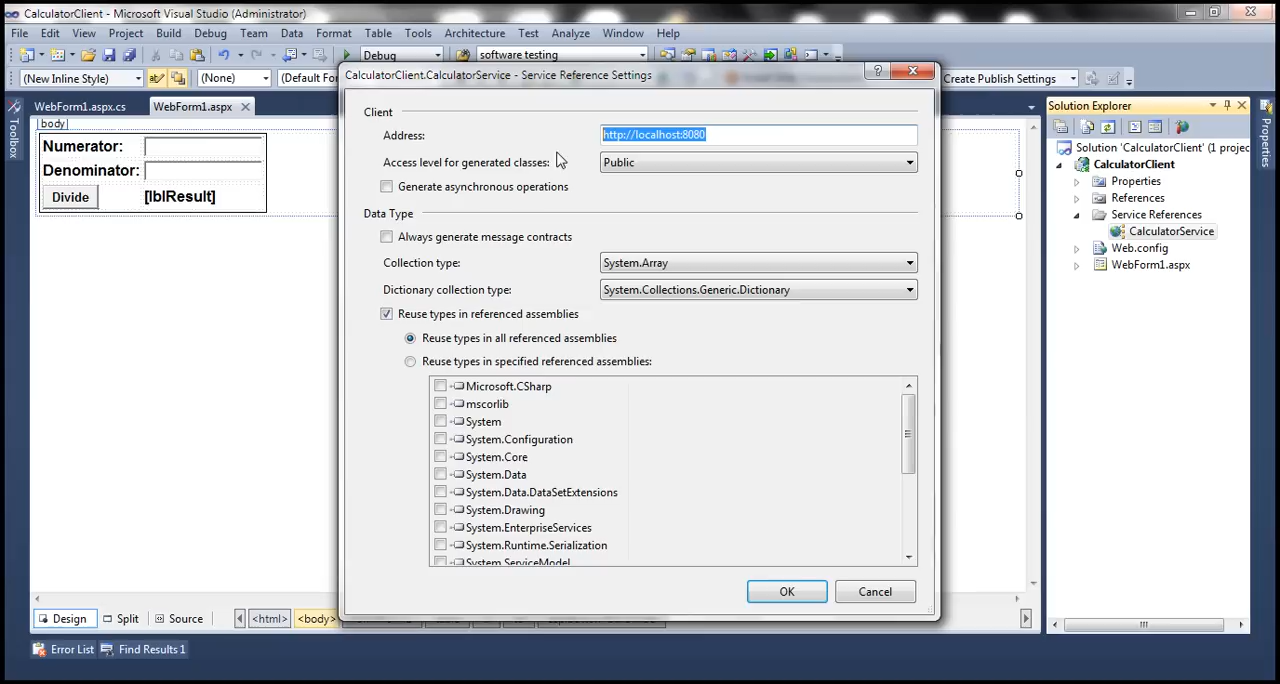 CalculatorClient - Microsoft Visual Studio (Administrator)
File Edit View Project Build Debug Team Data Format Table Tools Architecture Test Analyze Window Help
Debug software testing
(New Inline Style) (None) (Default Fo Create Publish Settings
CalculatorClient.CalculatorService - Service Reference Settings
WebForm1.aspx.cs WebForm1.aspx
Toolbox
body
Numerator:
Denominator:
Divide [lblResult]
Client
Address: http://localhost:8080
Access level for generated classes: Public
Generate asynchronous operations
Data Type
Always generate message contracts
Collection type: System.Array
Dictionary collection type: System.Collections.Generic.Dictionary
Reuse types in referenced assemblies
Reuse types in all referenced assemblies
Reuse types in specified referenced assemblies:
Microsoft.CSharp
mscorlib
System
System.Configuration
System.Core
System.Data
System.Data.DataSetExtensions
System.Drawing
System.EnterpriseServices
System.Runtime.Serialization
System.ServiceModel
OK Cancel
Solution Explorer
Solution 'CalculatorClient' (1 projec
CalculatorClient
Properties
References
Service References
CalculatorService
Web.config
WebForm1.aspx
Properties
Design Split Source <html> <body>
Error List Find Results 1